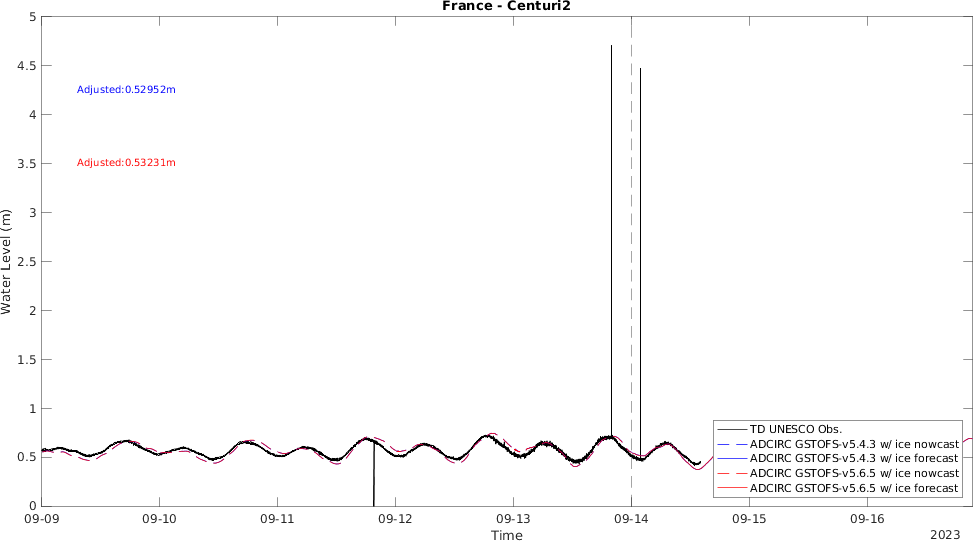 France - Centuri2
5
4.5
4
3.5
3
2.5
2
1.5
1
0.5
0
Water Level (m)
Adjusted:0.52952m
Adjusted:0.53231m
TD UNESCO Obs.
ADCIRC GSTOFS-v5.4.3 w/ ice nowcast
ADCIRC GSTOFS-v5.4.3 w/ ice forecast
ADCIRC GSTOFS-v5.6.5 w/ ice nowcast
ADCIRC GSTOFS-v5.6.5 w/ ice forecast
09-09 09-10 09-11 09-12 09-13 09-14 09-15 09-16
Time
2023